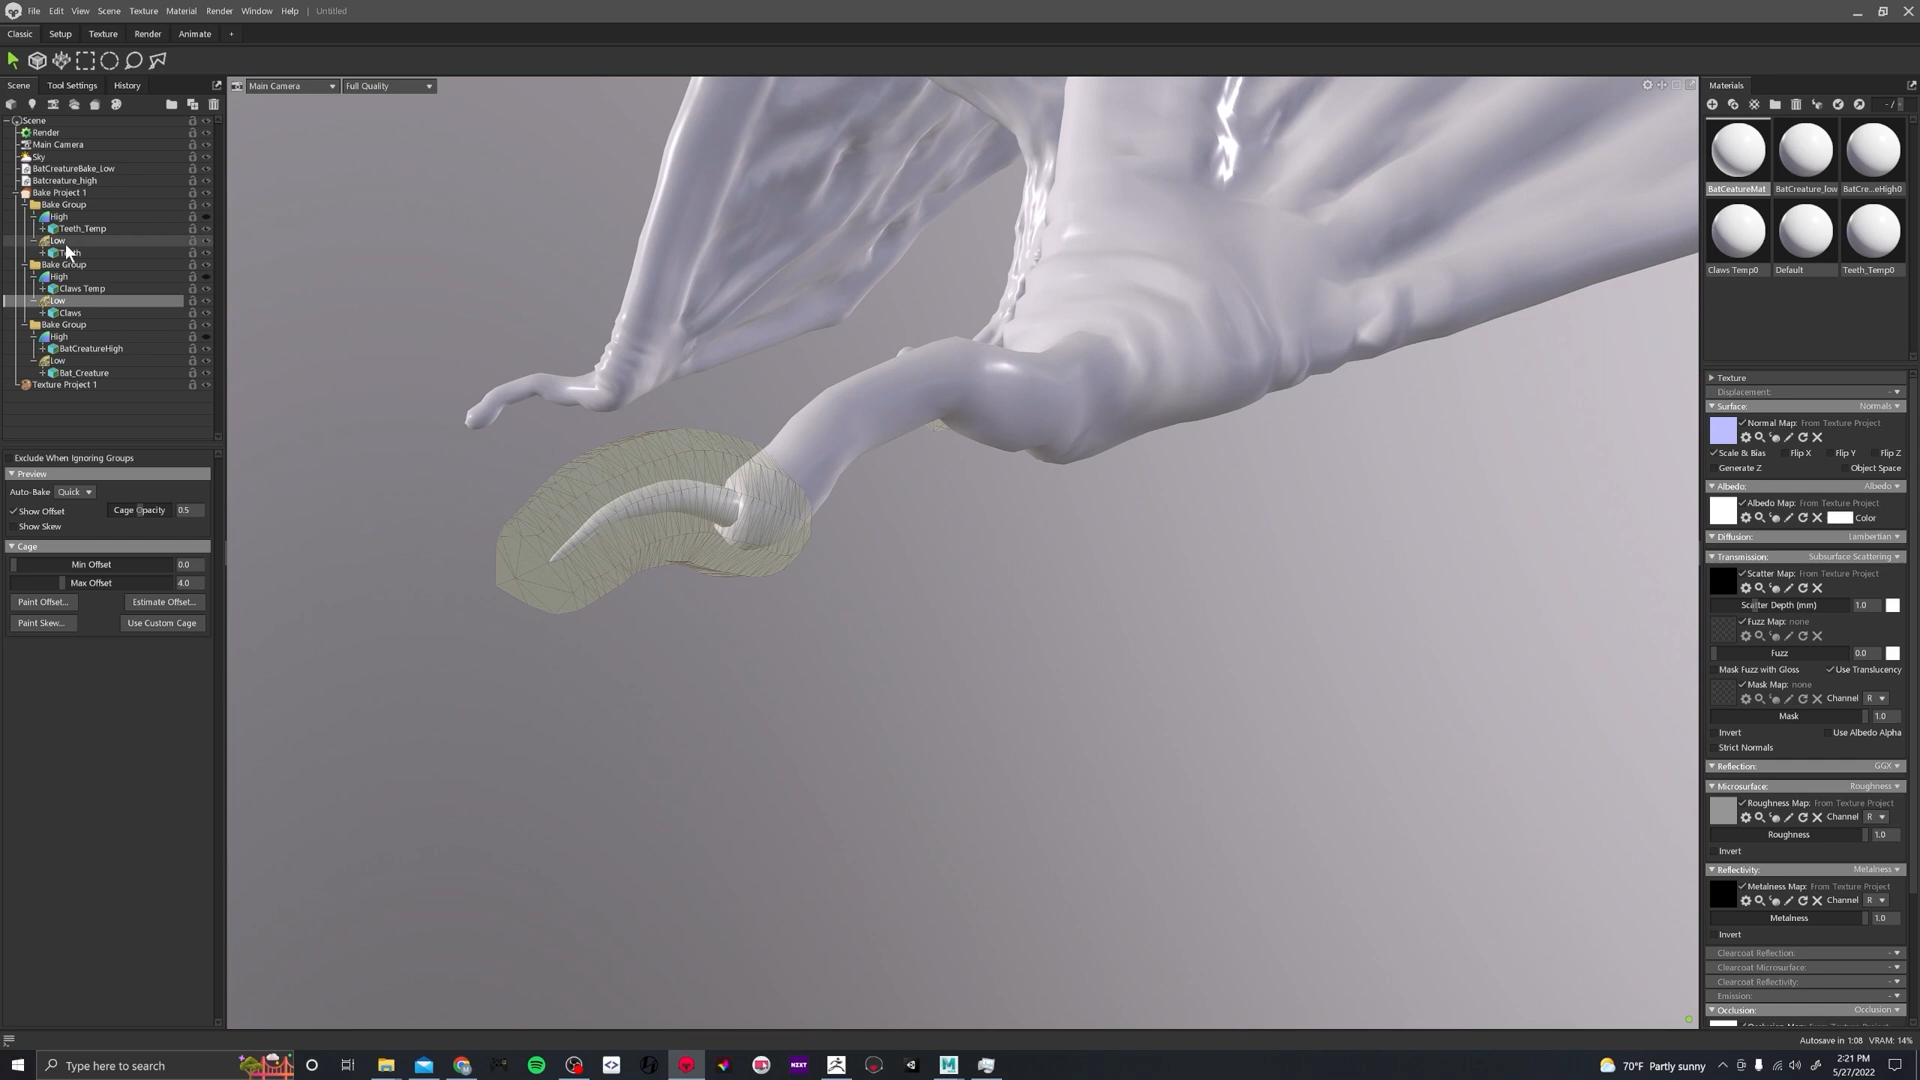 File Edit View Scene Texture Material Render Window Help | Untitled
Classic Setup Texture Render Animate +
Scene Tool Settings History
Main Camera Full Quality
Scene
Render
Main Camera
Sky
BatCreatureBake_Low
Batcreature_high
Bake Project 1
Bake Group
High
Teeth_Temp
Low
Bake Group
High
Claws Temp
Low
Claws
Bake Group
High
BatCreatureHigh
Low
Bat_Creature
Texture Project 1
Exclude When Ignoring Groups
Preview
Auto-Bake Quick
Show Offset Cage Opacity 0.5
Show Skew
Cage
Min Offset 0.0
Max Offset 4.0
Paint Offset... Estimate Offset...
Paint Skew... Use Custom Cage
Materials
BatCeatureMat BatCreature_low BatCre...eHigh0
Claws Temp0 Default Teeth_Temp0
Texture
Displacement:
Surface: Normals
Normal Map: From Texture Project
Scale & Bias Flip X Flip Y Flip Z
Generate Z Object Space
Albedo: Albedo
Albedo Map: From Texture Project
Color
Diffusion: Lambertian
Transmission: Subsurface Scattering
Scatter Map: From Texture Project
Scatter Depth (mm) 1.0
Fuzz Map: none
Fuzz 0.0
Mask Fuzz with Gloss Use Translucency
Mask Map: none
Channel R
Mask 1.0
Invert Use Albedo Alpha
Strict Normals
Reflection: GGX
Microsurface: Roughness
Roughness Map: From Texture Project
Channel R
Roughness 1.0
Invert
Reflectivity: Metalness
Metalness Map: From Texture Project
Channel R
Metalness 1.0
Invert
Clearcoat Reflection:
Clearcoat Microsurface:
Clearcoat Reflectivity:
Emission:
Occlusion: Occlusion
Autosave in 1:08 VRAM: 14%
Type here to search
NXT
70°F Partly sunny
2:21 PM
5/27/2022